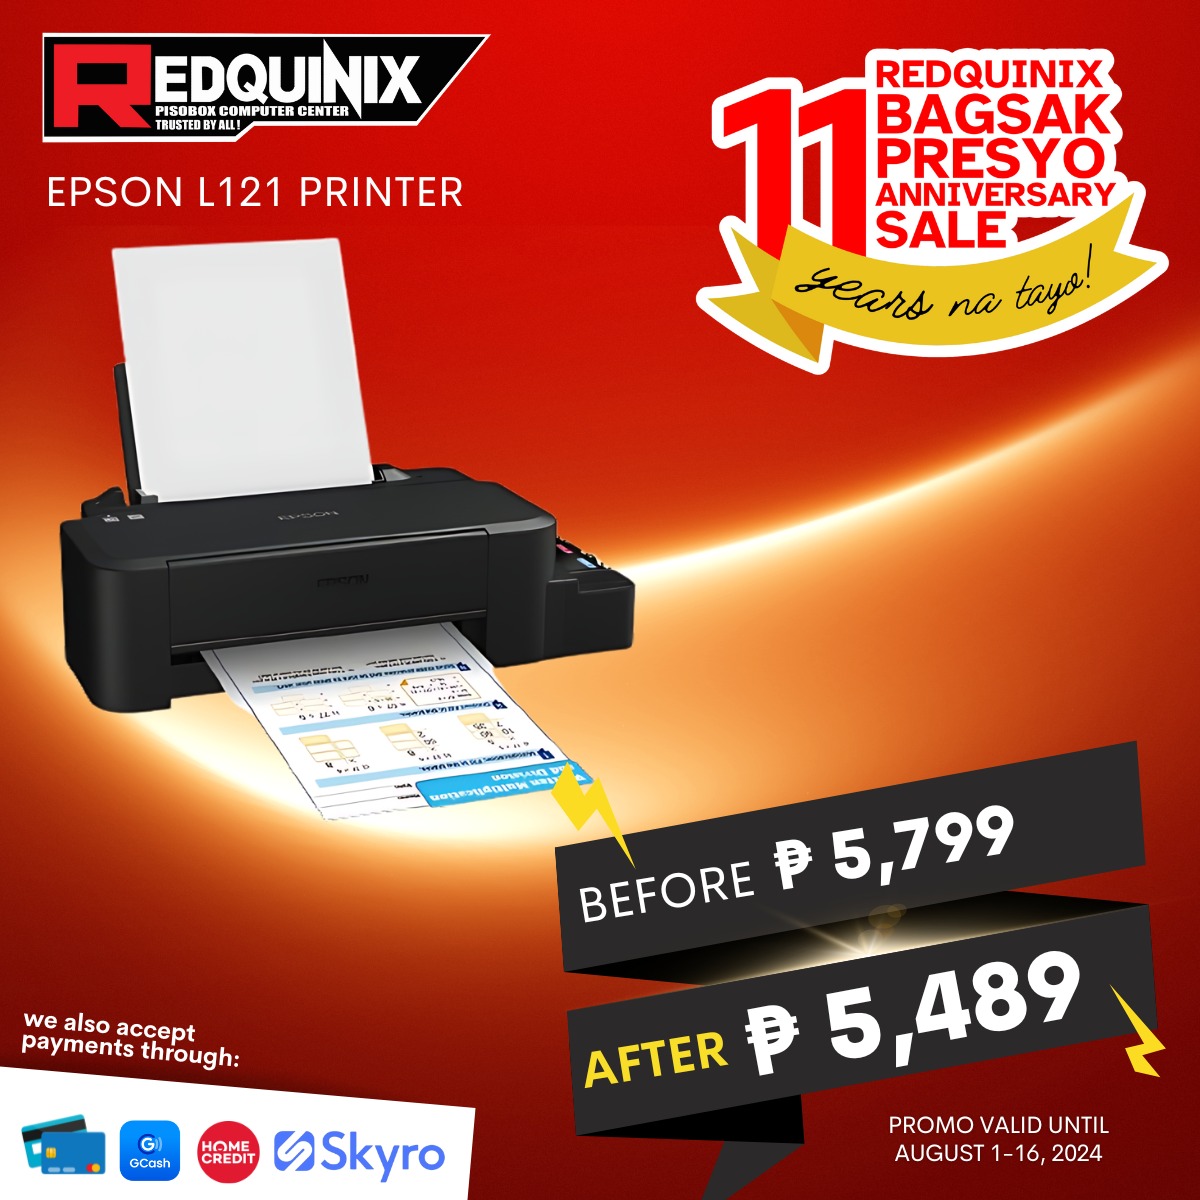 REDQUINIX
PISOBOX COMPUTER CENTER
TRUSTED BY ALL !
EPSON L121 PRINTER
11
REDQUINIX
BAGSAK
PRESYO
ANNIVERSARY
SALE
years na tayo!
EPSON
EPSON
BEFORE ₱ 5,799
AFTER ₱ 5,489
we also accept
payments through:
G
GCash
HOME
CREDIT
Skyro
PROMO VALID UNTIL
AUGUST 1-16, 2024